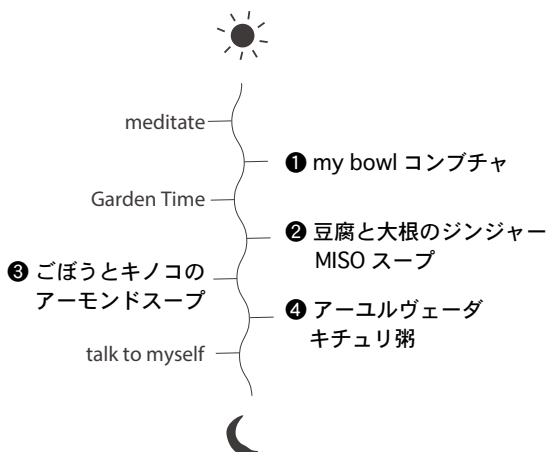 meditate
❶ my bowl コンブチャ
Garden Time
❷ 豆腐と大根のジンジャー
MISO スープ
❸ ごぼうとキノコの
アーモンドスープ
❹ アーユルヴェーダ
キチュリ粥
talk to myself